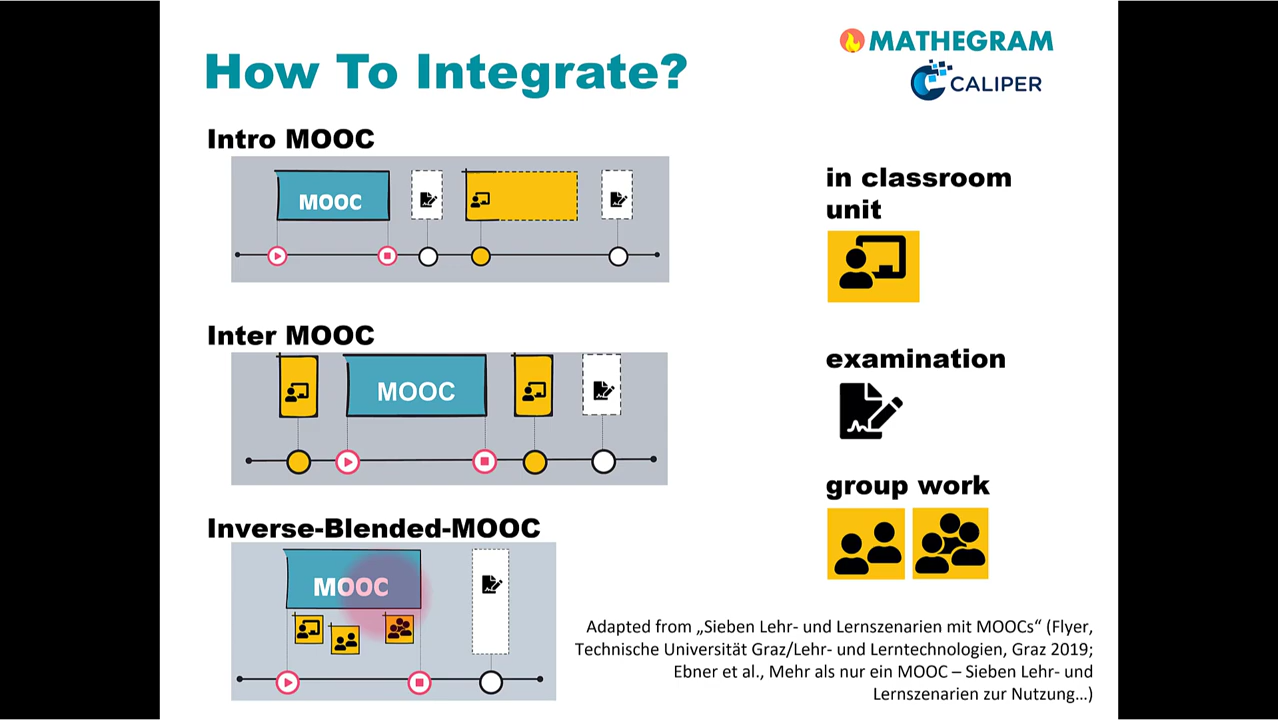 How To Integrate?
MATHEGRAM
CALIPER
Intro MOOC
MOOC
Inter MOOC
MOOC
Inverse-Blended-MOOC
MOOC
in classroom
unit
examination
group work
Adapted from „Sieben Lehr- und Lernszenarien mit MOOCs“ (Flyer,
Technische Universität Graz/Lehr- und Lerntechnologien, Graz 2019;
Ebner et al., Mehr als nur ein MOOC – Sieben Lehr- und
Lernszenarien zur Nutzung…)